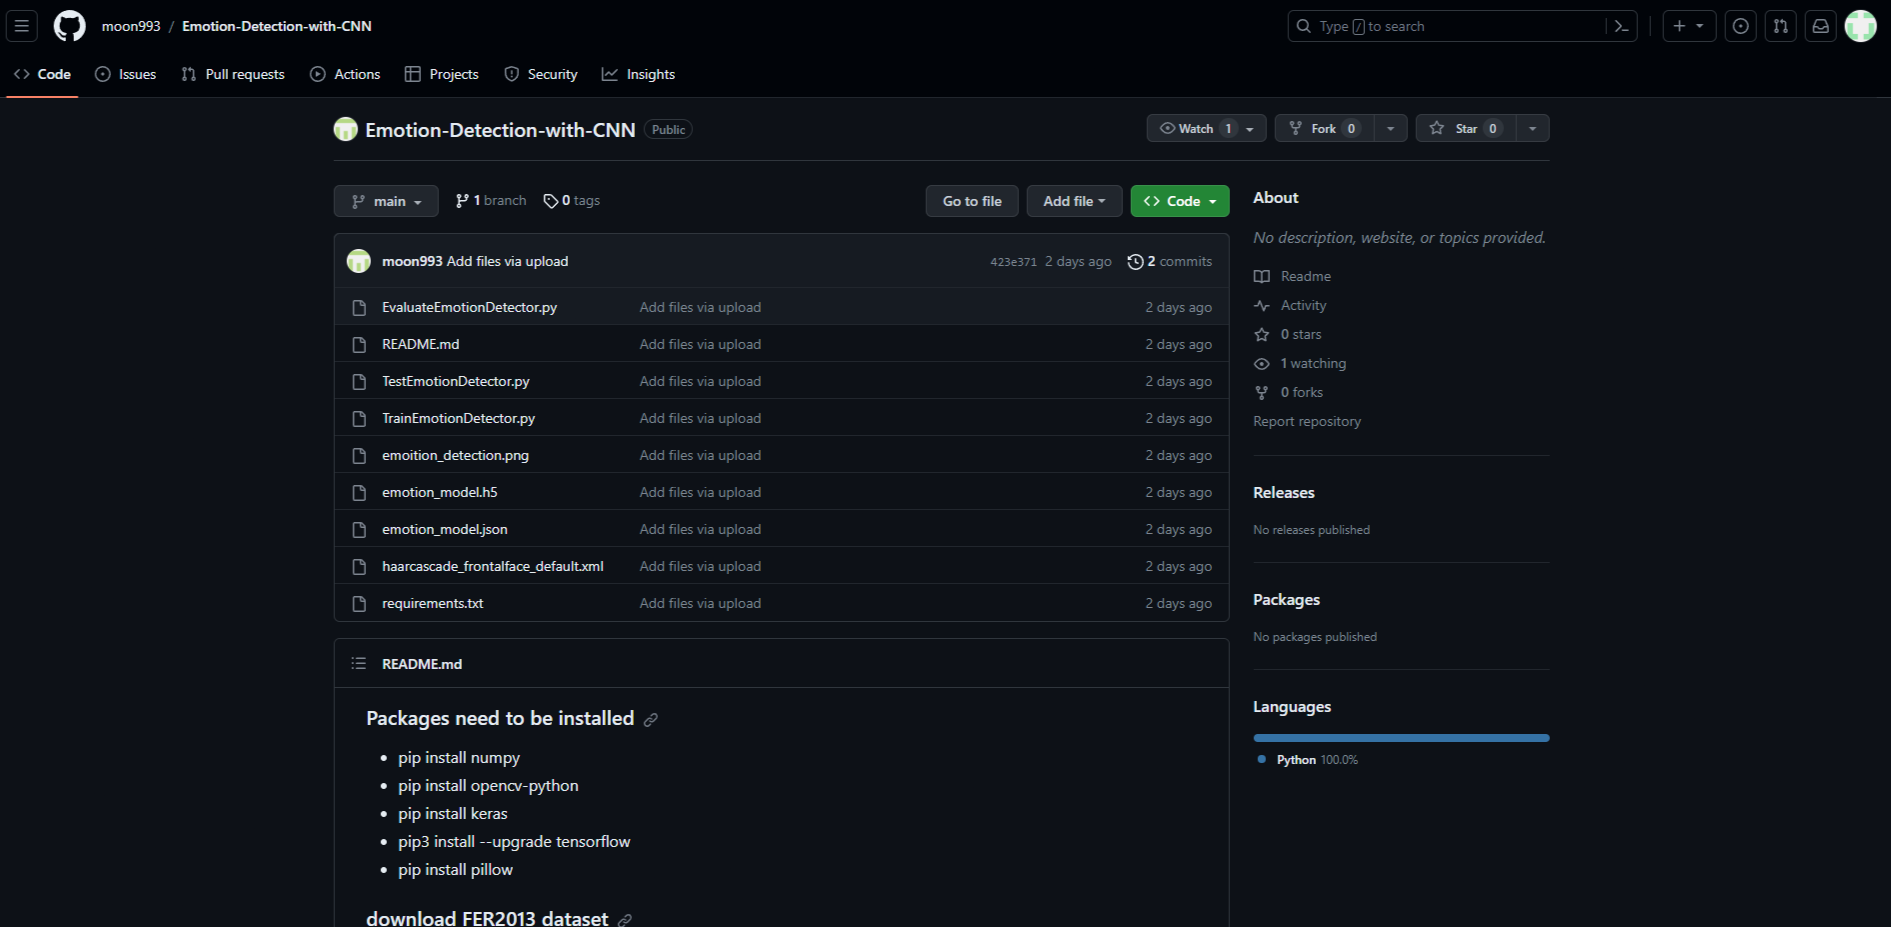 moon993 / Emotion-Detection-with-CNN
Type / to search
Code Issues Pull requests Actions Projects Security Insights
Emotion-Detection-with-CNN Public
Watch 1 Fork 0 Star 0
main 1 branch 0 tags Go to file Add file Code
moon993 Add files via upload 423e371 2 days ago 2 commits
EvaluateEmotionDetector.py Add files via upload 2 days ago
README.md Add files via upload 2 days ago
TestEmotionDetector.py Add files via upload 2 days ago
TrainEmotionDetector.py Add files via upload 2 days ago
emoition_detection.png Add files via upload 2 days ago
emotion_model.h5 Add files via upload 2 days ago
emotion_model.json Add files via upload 2 days ago
haarcascade_frontalface_default.xml Add files via upload 2 days ago
requirements.txt Add files via upload 2 days ago
README.md
Packages need to be installed
pip install numpy
pip install opencv-python
pip install keras
pip3 install --upgrade tensorflow
pip install pillow
download FER2013 dataset
About
No description, website, or topics provided.
Readme
Activity
0 stars
1 watching
0 forks
Report repository
Releases
No releases published
Packages
No packages published
Languages
Python 100.0%